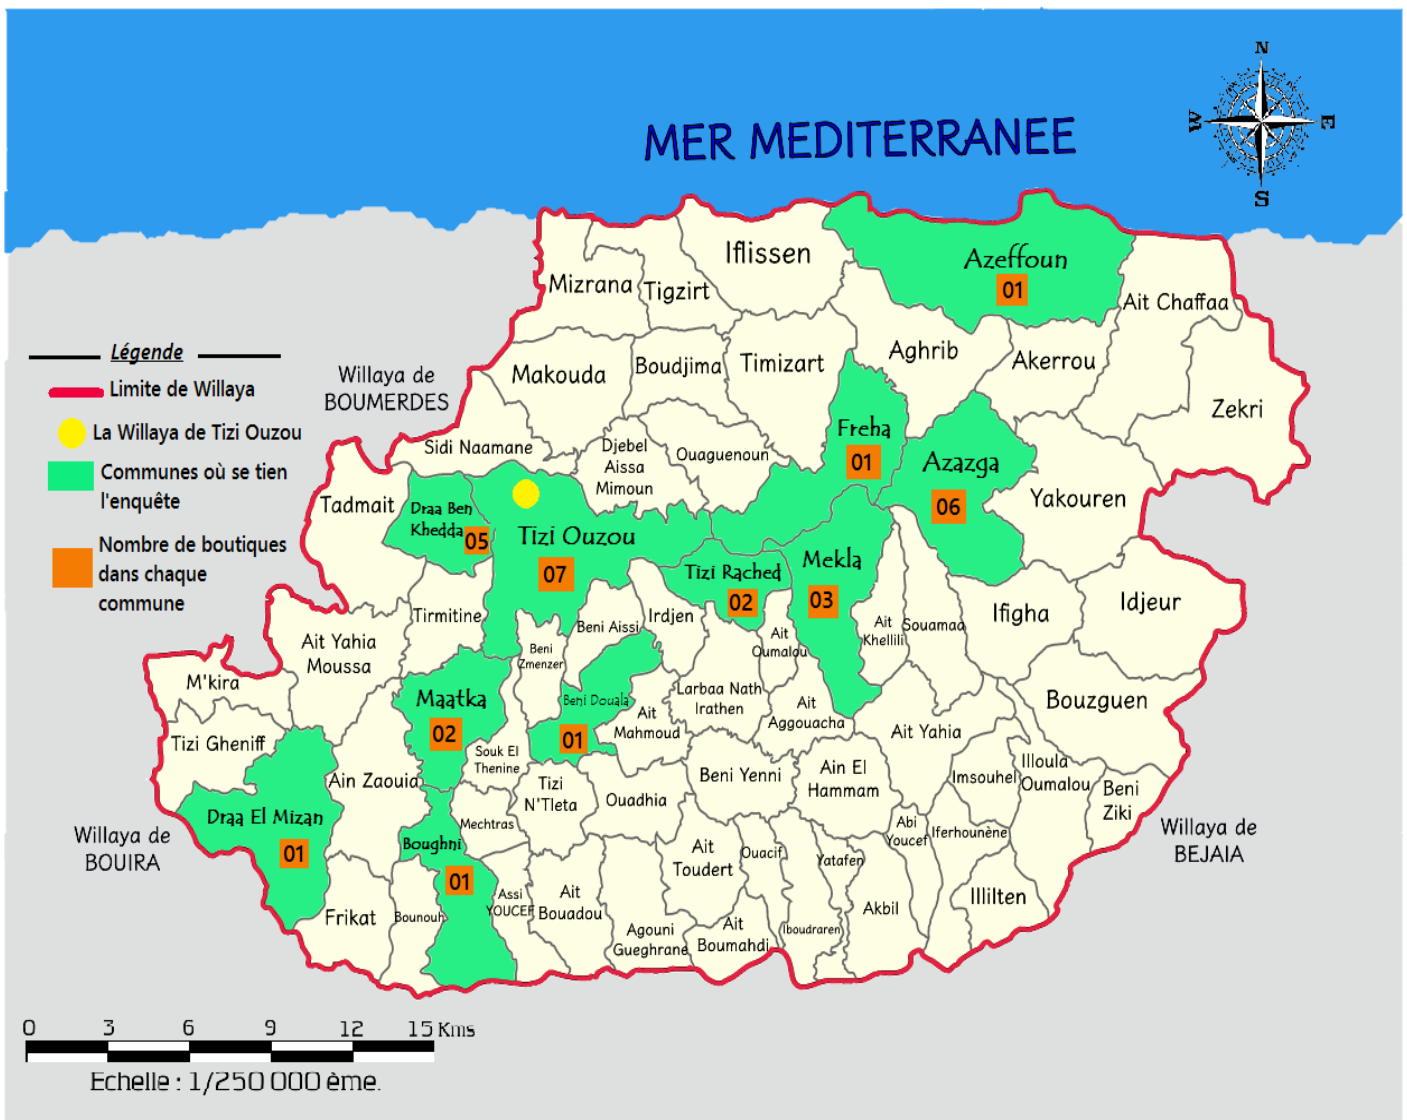 N
W
E
S
MER MEDITERRANEE
Iflissen
Azeffoun
01
Mizrana
Tigzirt
Ait Chaffaa
Légende
Limite de Willaya
La Willaya de Tizi Ouzou
Communes où se tien
l'enquête
Nombre de boutiques
dans chaque
commune
Willaya de
BOUMERDES
Makouda
Boudjima
Timizart
Aghrib
Akerrou
Zekri
Freha
01
Azazga
06
Yakouren
Sidi Naamane
Djebel
Aissa
Mimoun
Ouaguenoun
Tadmait
Draa Ben
Khedda
05
Tizi Ouzou
07
Tizi Rached
02
Mekla
03
Ifigha
Idjeur
Tirmitine
Beni Aissi
Irdjen
Ait
Oumalou
Ait
Khellili
Souamaa
Ait Yahia
Moussa
Beni
Zmenzer
M'kira
Maatka
02
Beni Douala
01
Ait
Mahmoud
Larbaa Nath
Irathen
Ait
Aggouacha
Bouzguen
Tizi Gheniff
Souk El
Thenine
Ait Yahia
Ain Zaouia
Tizi
N'Tleta
Ouadhia
Beni Yenni
Ain El
Hammam
Imsouhel
Illoula
Oumalou
Beni
Ziki
Draa El Mizan
01
Mechtras
Boughni
01
Abi
Youcef
Iferhounène
Willaya de
BOUIRA
Willaya de
BEJAIA
Ait
Toudert
Ouacif
Yatafen
Frikat
Bounouh
Assi
YOUCEF
Ait
Bouadou
Akbil
Illilten
Agouni
Gueghrane
Ait
Boumahdi
Iboudraren
0 3 6 9 12 15 Kms
Echelle : 1/250 000 ème.